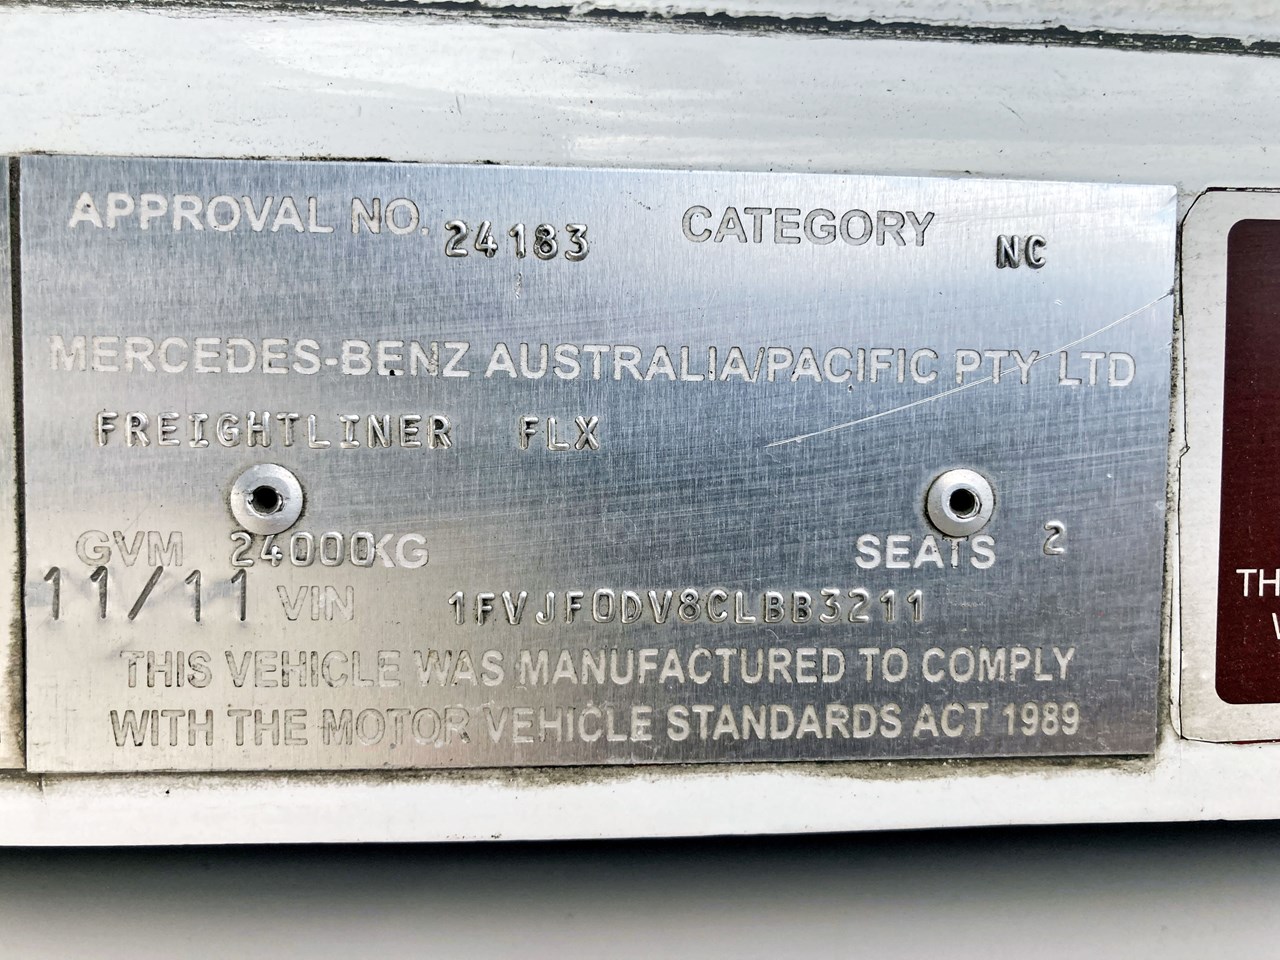 APPROVAL NO. 24183 CATEGORY NC
MERCEDES-BENZ AUSTRALIA/PACIFIC PTY LTD
FREIGHTLINER FLX
GVM 24000KG SEATS 2
11/11 VIN 1FVJF0DV8CLBB3211
THIS VEHICLE WAS MANUFACTURED TO COMPLY
WITH THE MOTOR VEHICLE STANDARDS ACT 1989
TH